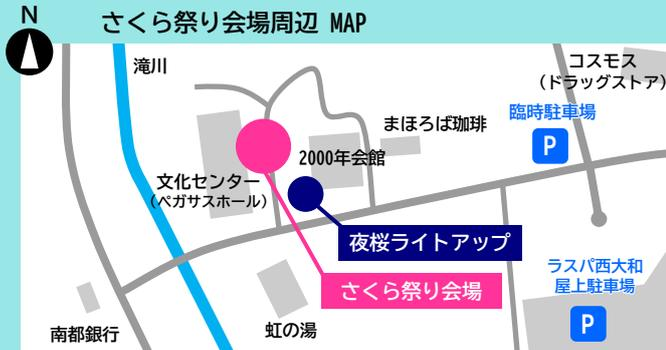 N
さくら祭り会場周辺 MAP
滝川
コスモス
(ドラッグストア)
臨時駐車場
P
まほろば珈琲
2000年会館
文化センター
(ペガサスホール)
夜桜ライトアップ
さくら祭り会場
ラスパ西大和
屋上駐車場
P
南都銀行
虹の湯